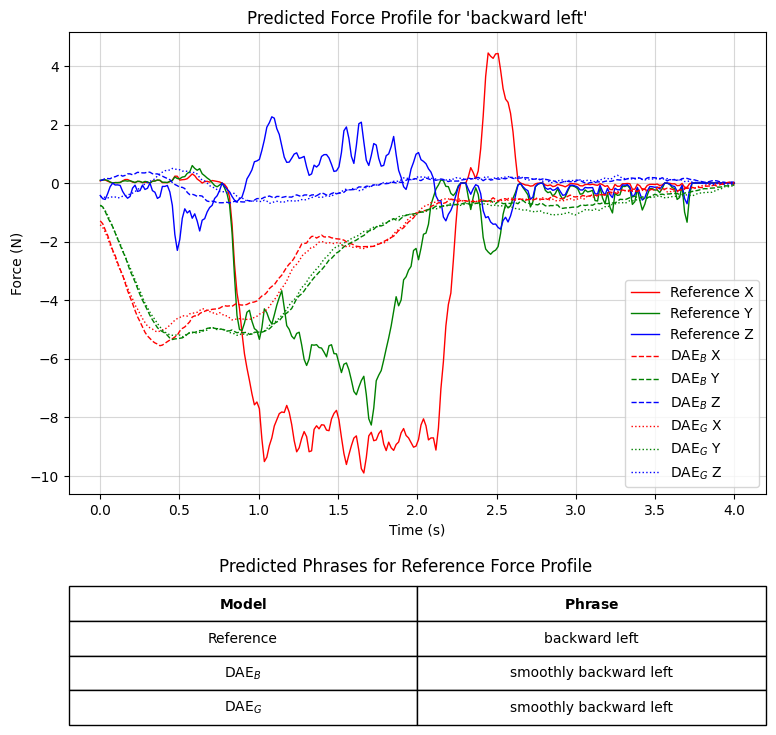 Predicted Force Profile for 'backward left'
Force (N)
4
2
0
−2
−4
−6
−8
−10
Reference X
Reference Y
Reference Z
DAE_B X
DAE_B Y
DAE_B Z
DAE_G X
DAE_G Y
DAE_G Z
0.0 0.5 1.0 1.5 2.0 2.5 3.0 3.5 4.0
Time (s)
Predicted Phrases for Reference Force Profile
Model Phrase
Reference backward left
DAE_B smoothly backward left
DAE_G smoothly backward left